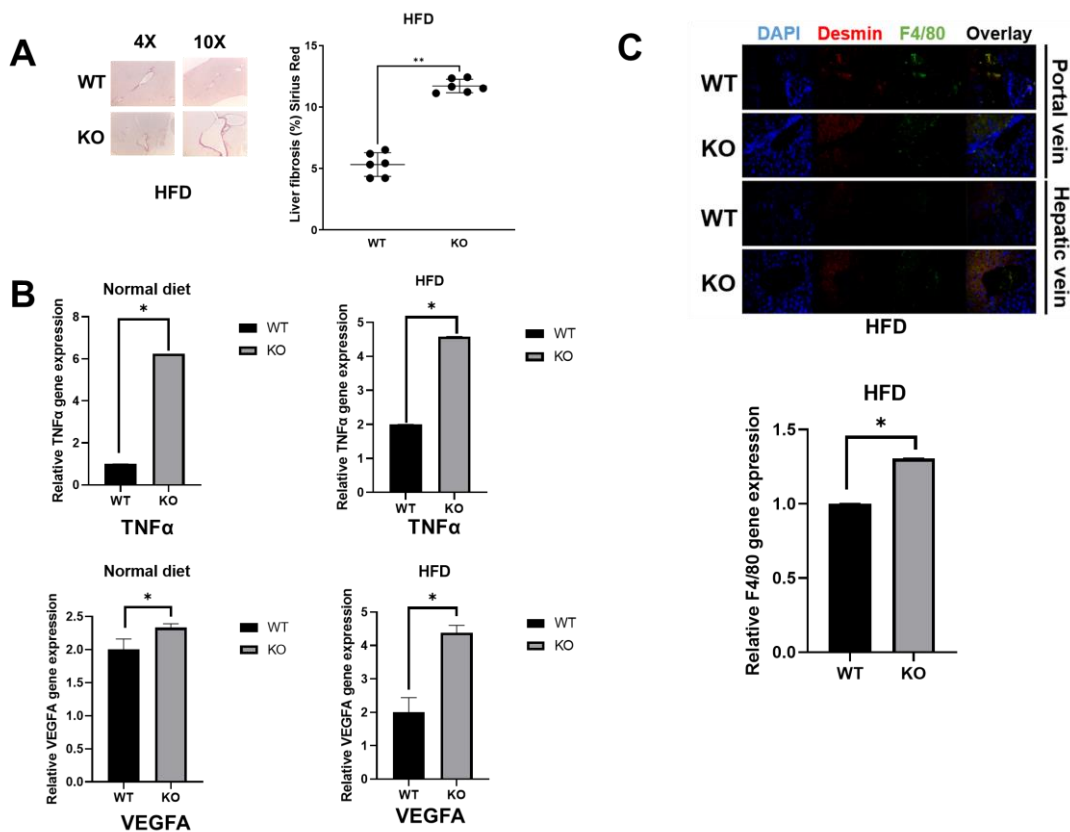 A
4X
10X
WT
KO
HFD
HFD
Liver fibrosis (%) Sirius Red
15
10
5
0
**
WT
KO
B
Normal diet
Relative TNFα gene expression
8
6
4
2
0
*
WT
KO
WT
KO
TNFα
HFD
Relative TNFα gene expression
5
4
3
2
1
0
*
WT
KO
WT
KO
TNFα
Normal diet
Relative VEGFA gene expression
2.5
2.0
1.5
1.0
0.5
0.0
*
WT
KO
WT
KO
VEGFA
HFD
Relative VEGFA gene expression
5
4
3
2
1
0
*
WT
KO
WT
KO
VEGFA
C
DAPI Desmin F4/80 Overlay
WT
KO
WT
KO
Portal vein
Hepatic vein
HFD
HFD
Relative F4/80 gene expression
1.5
1.0
0.5
0.0
*
WT
KO